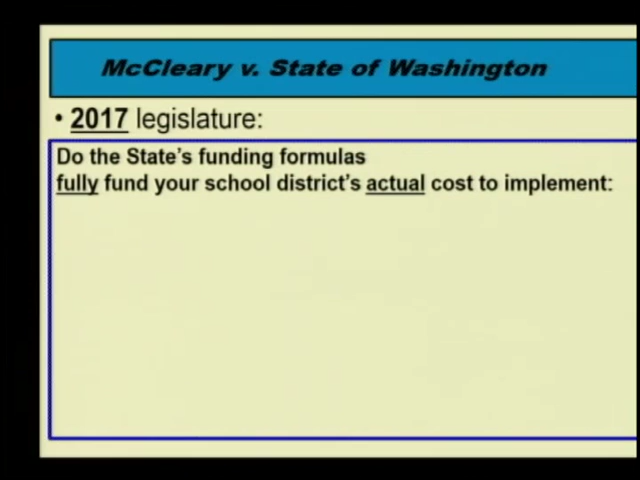 McCleary v. State of Washington
• 2017 legislature:
Do the State's funding formulas
fully fund your school district's actual cost to implement: